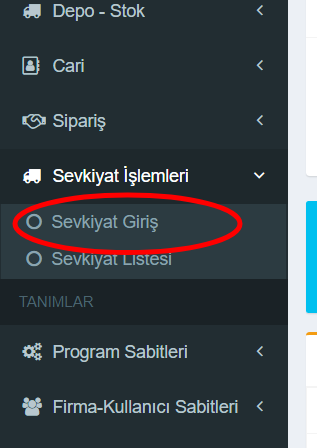 Depo - Stok
Cari
Sipariş
Sevkiyat İşlemleri
Sevkiyat Giriş
Sevkiyat Listesi
TANIMLAR
Program Sabitleri
Firma-Kullanıcı Sabitleri